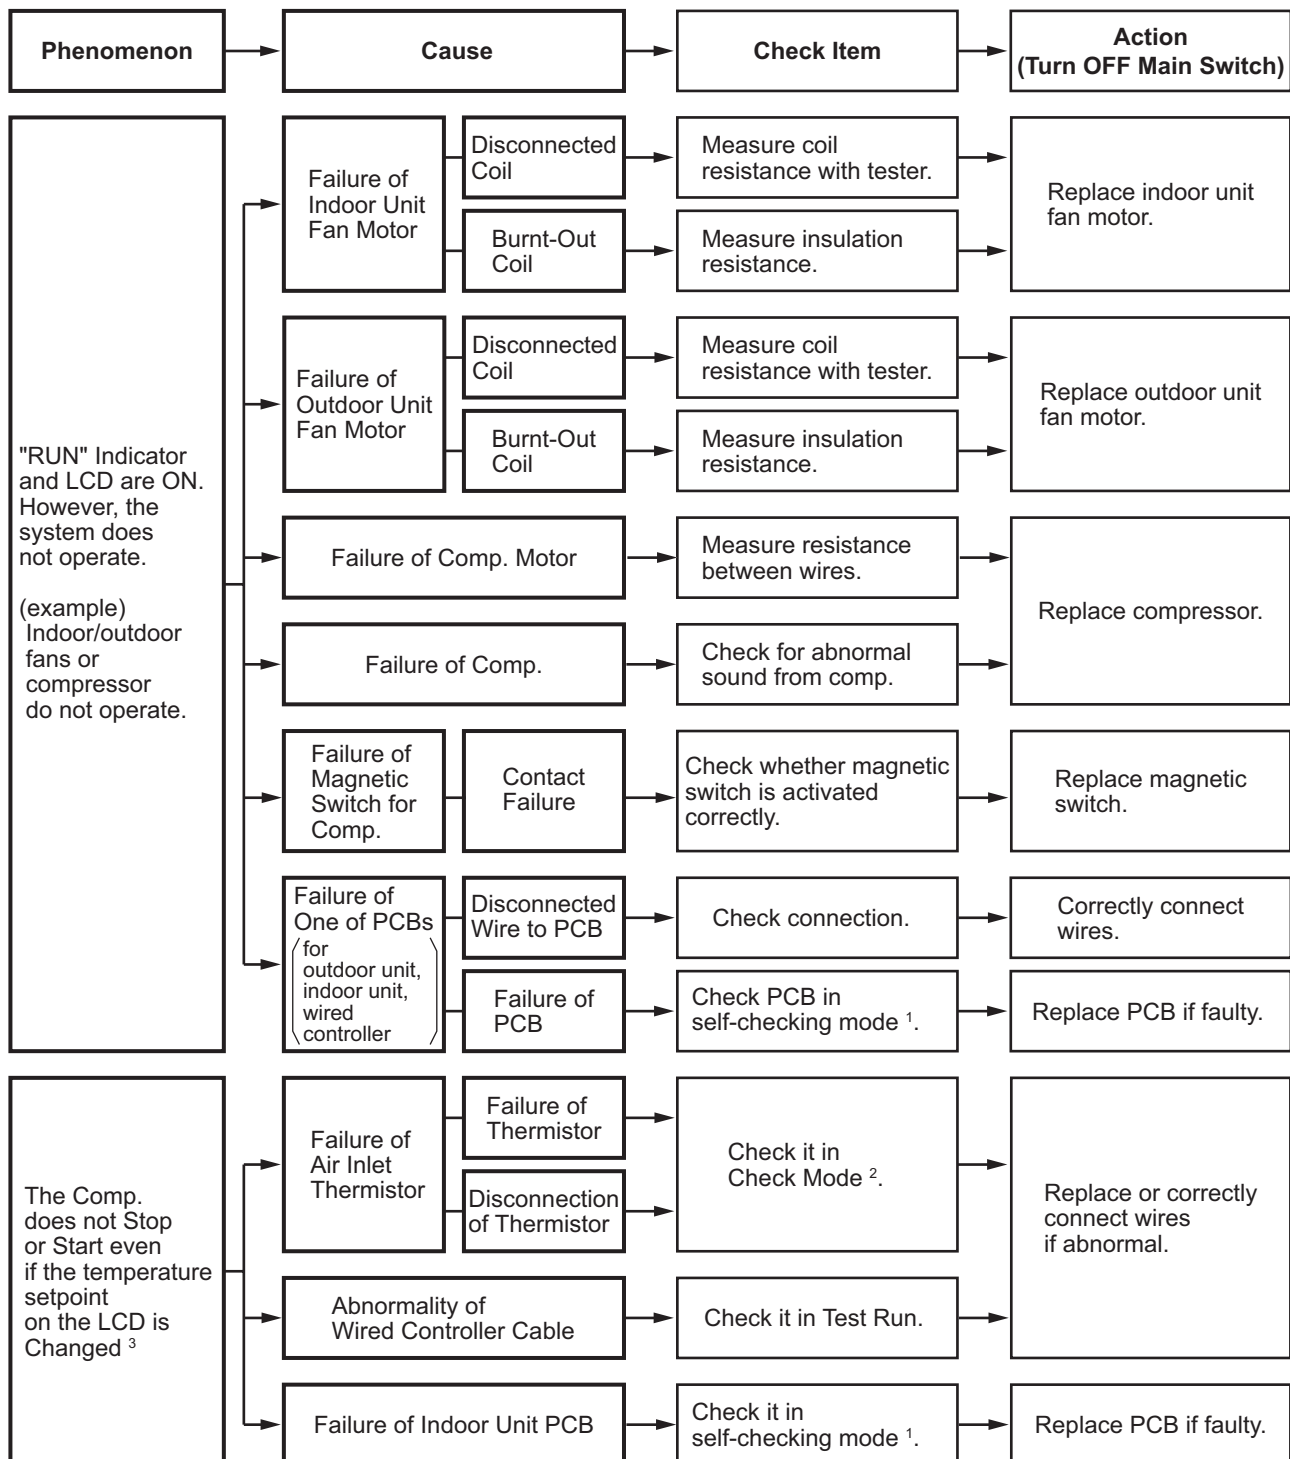 Phenomenon
Cause
Check Item
Action
(Turn OFF Main Switch)
"RUN" Indicator
and LCD are ON.
However, the
system does
not operate.
(example)
Indoor/outdoor
fans or
compressor
do not operate.
Failure of
Indoor Unit
Fan Motor
Disconnected
Coil
Measure coil
resistance with tester.
Burnt-Out
Coil
Measure insulation
resistance.
Replace indoor unit
fan motor.
Failure of
Outdoor Unit
Fan Motor
Disconnected
Coil
Measure coil
resistance with tester.
Burnt-Out
Coil
Measure insulation
resistance.
Replace outdoor unit
fan motor.
Failure of Comp. Motor
Measure resistance
between wires.
Failure of Comp.
Check for abnormal
sound from comp.
Replace compressor.
Failure of
Magnetic
Switch for
Comp.
Contact
Failure
Check whether magnetic
switch is activated
correctly.
Replace magnetic
switch.
Failure of
One of PCBs
for
outdoor unit,
indoor unit,
wired
controller
Disconnected
Wire to PCB
Check connection.
Correctly connect
wires.
Failure of
PCB
Check PCB in
self-checking mode 1.
Replace PCB if faulty.
The Comp.
does not Stop
or Start even
if the temperature
setpoint
on the LCD is
Changed 3
Failure of
Air Inlet
Thermistor
Failure of
Thermistor
Disconnection
of Thermistor
Check it in
Check Mode 2.
Replace or correctly
connect wires
if abnormal.
Abnormality of
Wired Controller Cable
Check it in Test Run.
Failure of Indoor Unit PCB
Check it in
self-checking mode 1.
Replace PCB if faulty.